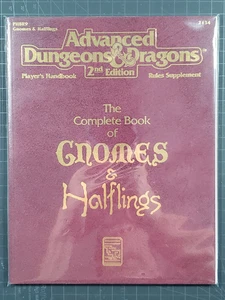 PHBR9
Gnomes & Halflings
2134
Advanced
Dungeons & Dragons
2nd Edition
Player's Handbook
Rules Supplement
The
Complete Book
of
Gnomes
&
Halflings